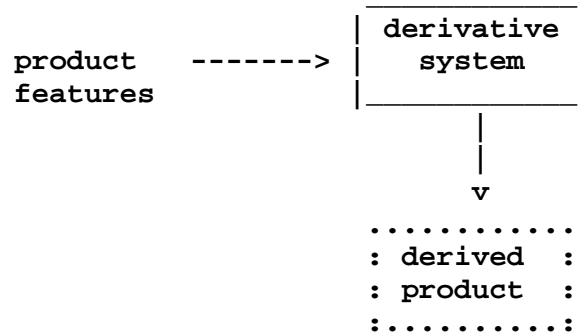 derivative
product -------> system
features
v
derived
product